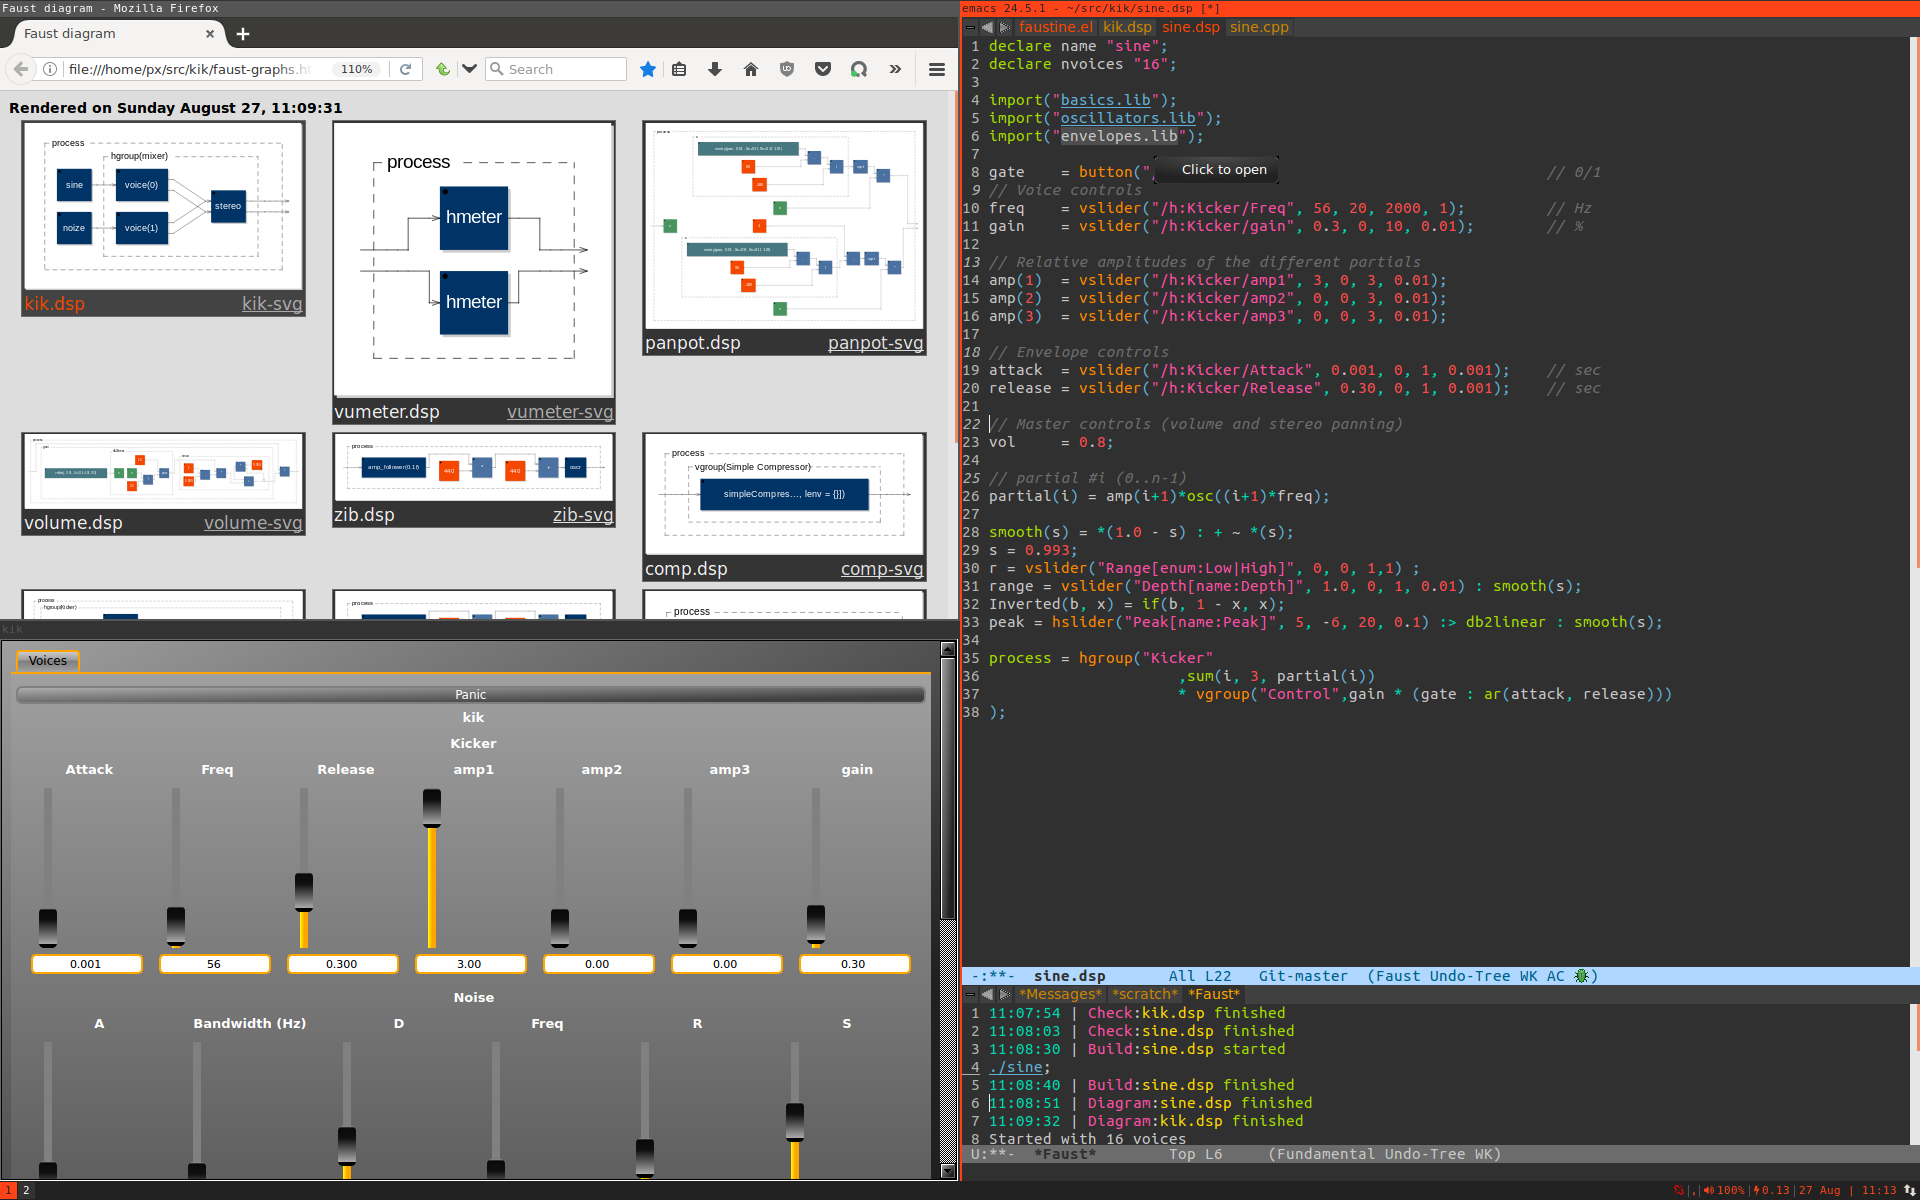 Faust diagram - Mozilla Firefox
Faust diagram
file:///home/px/src/kik/faust-graphs.ht
110%
Search
Rendered on Sunday August 27, 11:09:31
process
hgroup(mixer)
sine
voice(0)
stereo
noize
voice(1)
kik.dsp
kik-svg
process
hmeter
hmeter
vumeter.dsp
vumeter-svg
panpot.dsp
panpot-svg
volume.dsp
volume-svg
process
amp_follower(0.1f)
440
440
oscr
zib.dsp
zib-svg
process
vgroup(Simple Compressor)
simpleCompres..., lenv = {}])
comp.dsp
comp-svg
process
hgroup(Kicker)
process
process
kik
Voices
Panic
kik
Kicker
Attack Freq Release amp1 amp2 amp3 gain
0.001 56 0.300 3.00 0.00 0.00 0.30
Noise
A Bandwidth (Hz) D Freq R S
1 2
emacs 24.5.1 - ~/src/kik/sine.dsp [*]
faustine.el kik.dsp sine.dsp sine.cpp
1 declare name "sine";
2 declare nvoices "16";
3
4 import("basics.lib");
5 import("oscillators.lib");
6 import("envelopes.lib");
7
Click to open
8 gate    = button(" // 0/1
9 // Voice controls
10 freq    = vslider("/h:Kicker/Freq", 56, 20, 2000, 1); // Hz
11 gain    = vslider("/h:Kicker/gain", 0.3, 0, 10, 0.01); // %
12
13 // Relative amplitudes of the different partials
14 amp(1)  = vslider("/h:Kicker/amp1", 3, 0, 3, 0.01);
15 amp(2)  = vslider("/h:Kicker/amp2", 0, 0, 3, 0.01);
16 amp(3)  = vslider("/h:Kicker/amp3", 0, 0, 3, 0.01);
17
18 // Envelope controls
19 attack  = vslider("/h:Kicker/Attack", 0.001, 0, 1, 0.001); // sec
20 release = vslider("/h:Kicker/Release", 0.30, 0, 1, 0.001); // sec
21
22 // Master controls (volume and stereo panning)
23 vol     = 0.8;
24
25 // partial #i (0..n-1)
26 partial(i) = amp(i+1)*osc((i+1)*freq);
27
28 smooth(s) = *(1.0 - s) : + ~ *(s);
29 s = 0.993;
30 r = vslider("Range[enum:Low|High]", 0, 0, 1,1) ;
31 range = vslider("Depth[name:Depth]", 1.0, 0, 1, 0.01) : smooth(s);
32 Inverted(b, x) = if(b, 1 - x, x);
33 peak = hslider("Peak[name:Peak]", 5, -6, 20, 0.1) :> db2linear : smooth(s);
34
35 process = hgroup("Kicker"
36 ,sum(i, 3, partial(i))
37 * vgroup("Control",gain * (gate : ar(attack, release)))
38 );
-:**-  sine.dsp       All L22   Git-master  (Faust Undo-Tree WK AC )
*Messages* *scratch* *Faust*
1 11:07:54 | Check:kik.dsp finished
2 11:08:03 | Check:sine.dsp finished
3 11:08:30 | Build:sine.dsp started
4 ./sine;
5 11:08:40 | Build:sine.dsp finished
6 11:08:51 | Diagram:sine.dsp finished
7 11:09:32 | Diagram:kik.dsp finished
8 Started with 16 voices
U:**-  *Faust*        Top L6     (Fundamental Undo-Tree WK)
100% | 0.13 | 27 Aug | 11:13